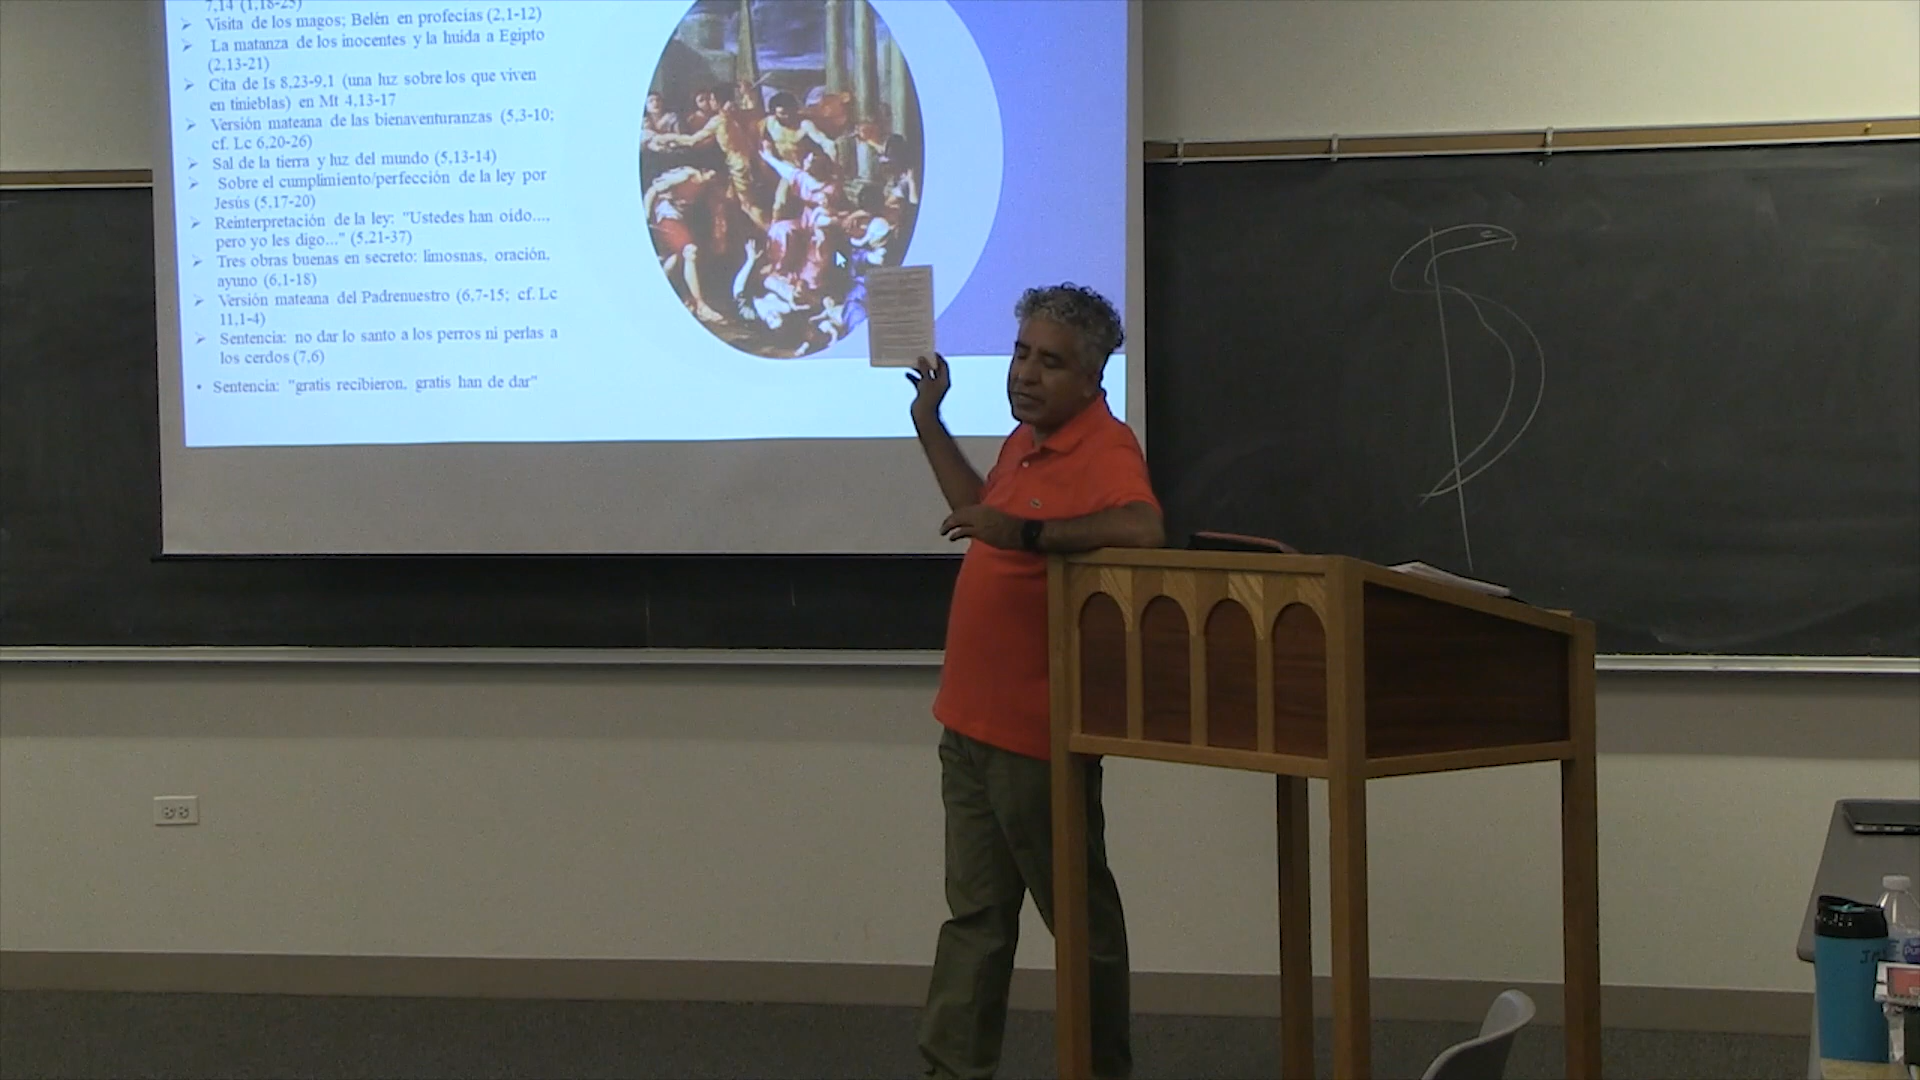 7,14 (1,18-25)
➢ Visita de los magos; Belén en profecías (2,1-12)
➢ La matanza de los inocentes y la huida a Egipto
(2,13-21)
➢ Cita de Is 8,23-9,1 (una luz sobre los que viven
en tinieblas) en Mt 4,13-17
➢ Versión mateana de las bienaventuranzas (5,3-10;
cf. Lc 6,20-26)
➢ Sal de la tierra y luz del mundo (5,13-14)
➢ Sobre el cumplimiento/perfección de la ley por
Jesús (5,17-20)
➢ Reinterpretación de la ley: "Ustedes han oído...,
pero yo les digo..." (5,21-37)
➢ Tres obras buenas en secreto: limosnas, oración,
ayuno (6,1-18)
➢ Versión mateana del Padrenuestro (6,7-15; cf. Lc
11,1-4)
➢ Sentencia: no dar lo santo a los perros ni perlas a
los cerdos (7,6)
• Sentencia: "gratis recibieron, gratis han de dar"